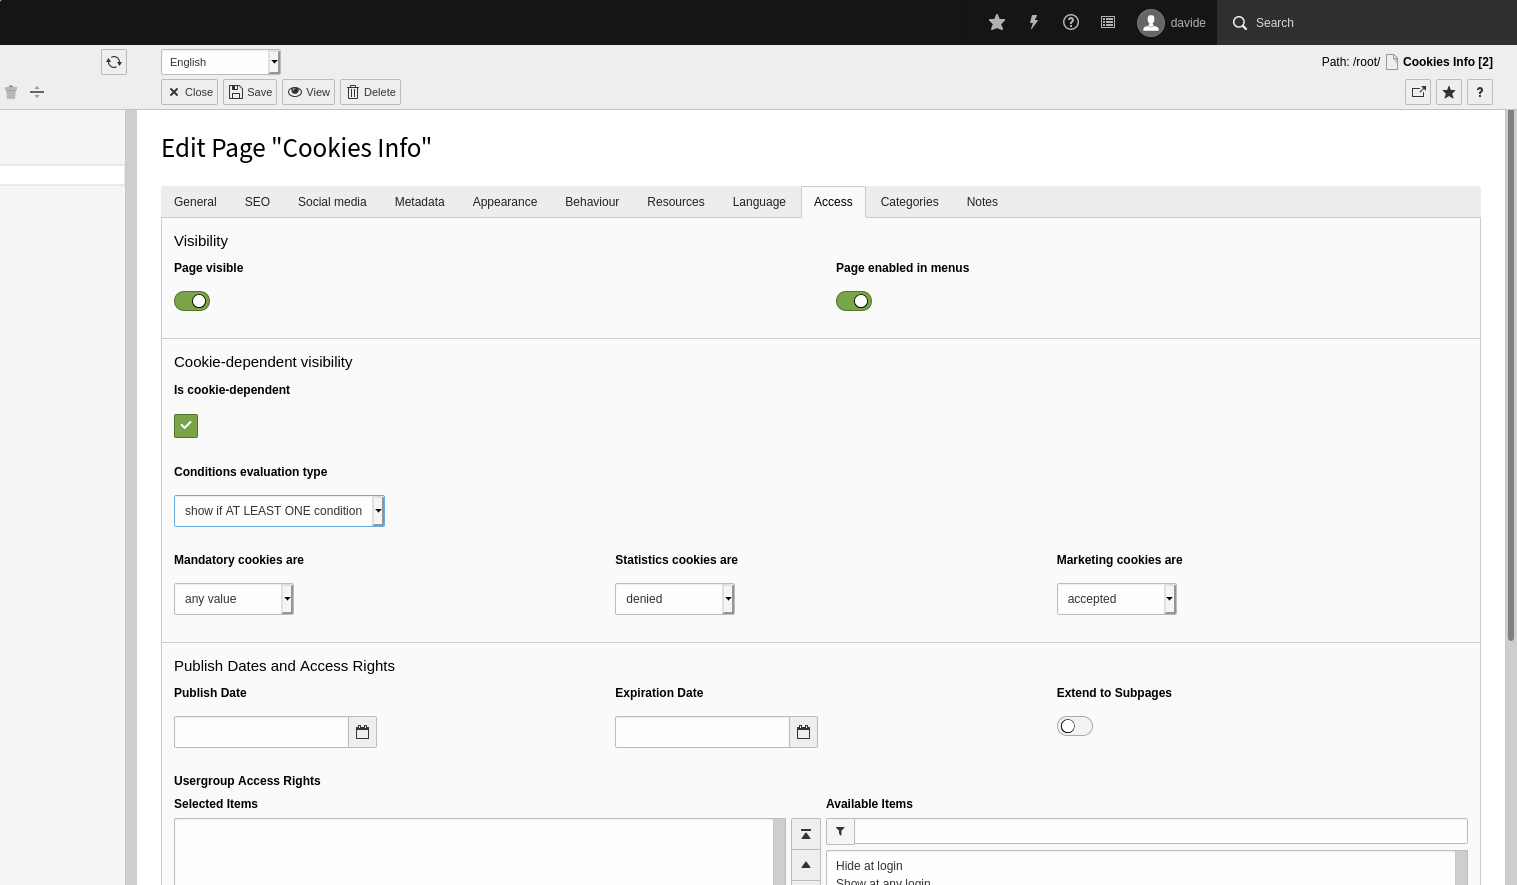 davide
Search
English
Path: /root/ Cookies Info [2]
Close Save View Delete
?
Edit Page "Cookies Info"
General SEO Social media Metadata Appearance Behaviour Resources Language Access Categories Notes
Visibility
Page visible Page enabled in menus
Cookie-dependent visibility
Is cookie-dependent
Conditions evaluation type
show if AT LEAST ONE condition
Mandatory cookies are Statistics cookies are Marketing cookies are
any value denied accepted
Publish Dates and Access Rights
Publish Date Expiration Date Extend to Subpages
Usergroup Access Rights
Selected Items Available Items
Hide at login
Show at any login